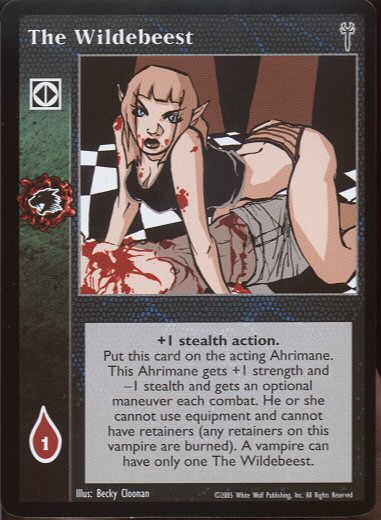 The Wildebeest
+1 stealth action.
Put this card on the acting Ahrimane.
This Ahrimane gets +1 strength and
–1 stealth and gets an optional
maneuver each combat. He or she
cannot use equipment and cannot
have retainers (any retainers on this
vampire are burned). A vampire can
have only one The Wildebeest.
1
Illus: Becky Cloonan
©2005 White Wolf Publishing, Inc. All Rights Reserved.